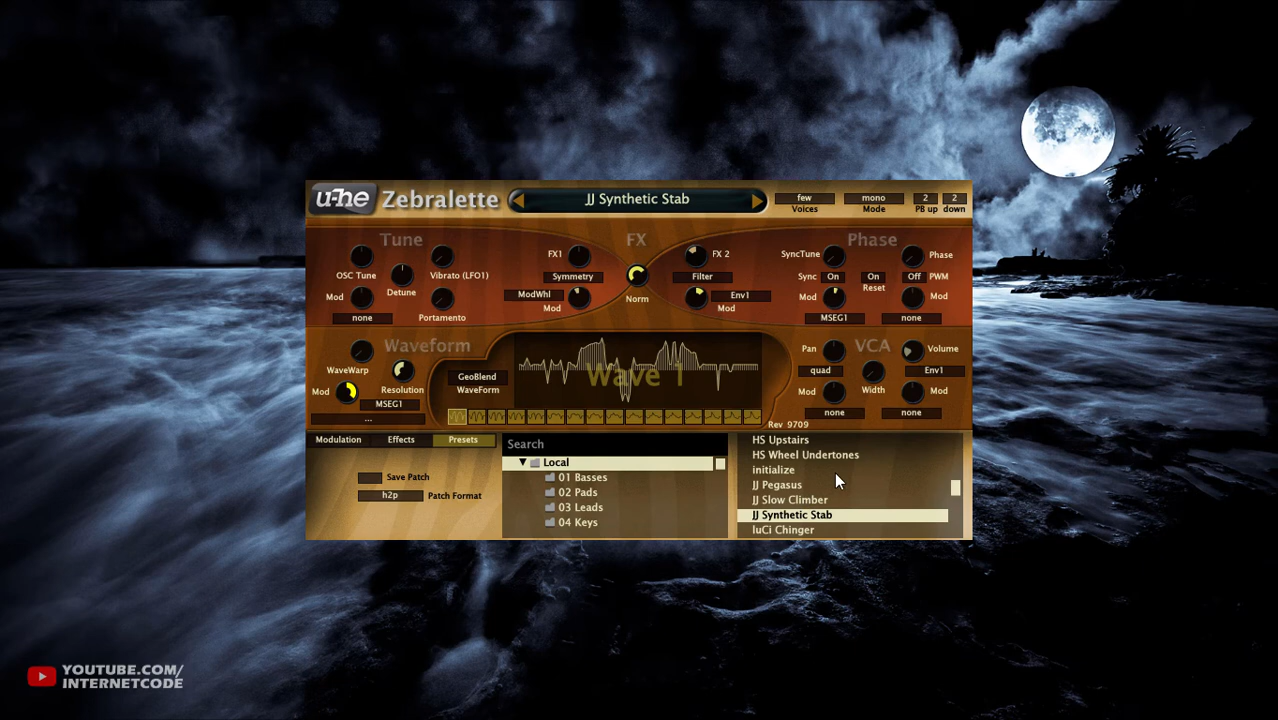 u-he Zebralette
JJ Synthetic Stab
few
Voices
mono
Mode
2 2
PB up down
Tune
OSC Tune
Vibrato (LFO1)
Detune
Mod
none
Portamento
FX
FX1
FX 2
Symmetry
Filter
ModWhl
Norm
Env1
Mod
Mod
Phase
SyncTune
Phase
Sync On
On
Off PWM
Reset
Mod
Mod
MSEG1
none
Waveform
WaveWarp
Resolution
Mod
MSEG1
...
GeoBlend
WaveForm
Wave 1
Pan
VCA
Volume
quad
Env1
Mod
Width
Mod
none
none
Rev 9709
Modulation
Effects
Presets
Save Patch
h2p
Patch Format
Search
Local
01 Basses
02 Pads
03 Leads
04 Keys
HS Upstairs
HS Wheel Undertones
initialize
JJ Pegasus
JJ Slow Climber
JJ Synthetic Stab
luCi Chinger
YOUTUBE.COM/
INTERNETCODE